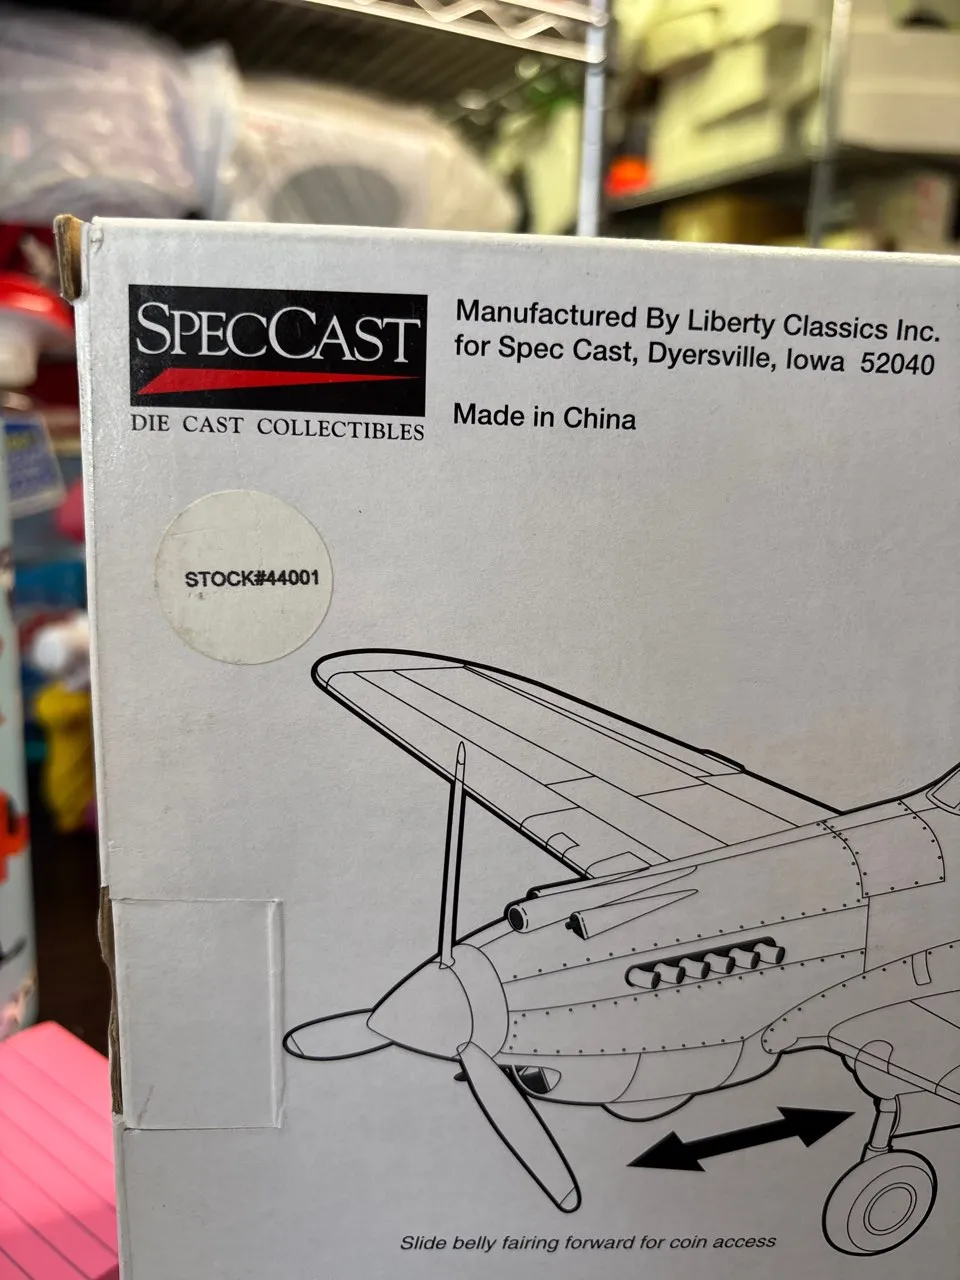 SPECCAST
DIE CAST COLLECTIBLES
Manufactured By Liberty Classics Inc.
for Spec Cast, Dyersville, Iowa 52040
Made in China
STOCK#44001
Slide belly fairing forward for coin access